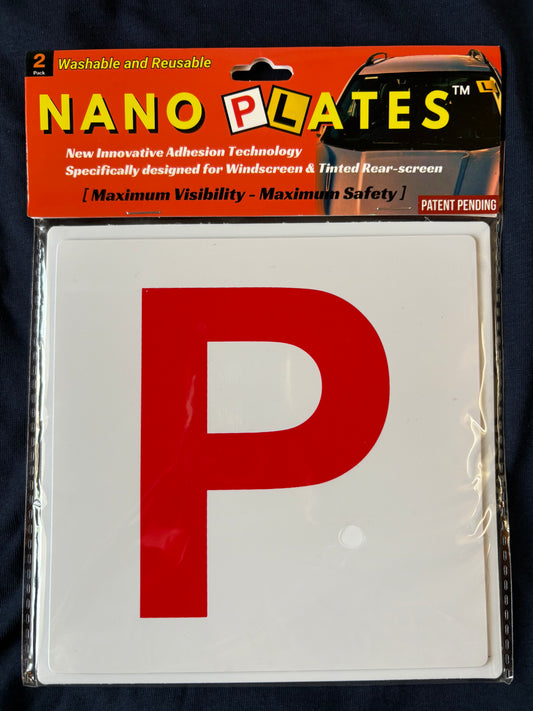 2
Pack
Washable and Reusable
NANO PLATES™
New Innovative Adhesion Technology
Specifically designed for Windscreen & Tinted Rear-screen
[ Maximum Visibility - Maximum Safety ]
PATENT PENDING
P